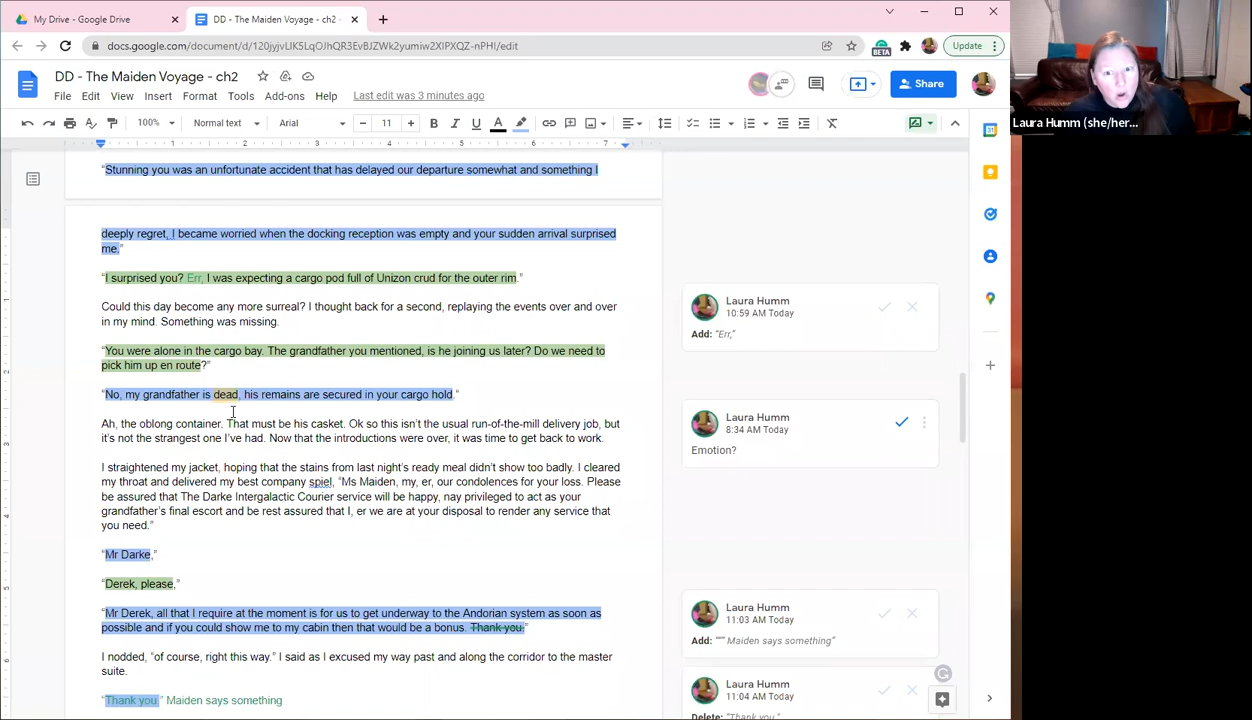 My Drive - Google Drive
DD - The Maiden Voyage - ch2 -
docs.google.com/document/d/120jyjvLIK5LqOJhQR3EvBJZWk2yumiw2XIPXQZ-nPHI/edit
BETA
Update
DD - The Maiden Voyage - ch2
File Edit View Insert Format Tools Add-ons Help Last edit was 3 minutes ago
Share
100% Normal text Arial 11 B I U A
1 2 3 4 5 6 7
Laura Humm (she/her...
“Stunning you was an unfortunate accident that has delayed our departure somewhat and something I
deeply regret, I became worried when the docking reception was empty and your sudden arrival surprised
me.”
“I surprised you? Err, I was expecting a cargo pod full of Unizon crud for the outer rim.”
Could this day become any more surreal? I thought back for a second, replaying the events over and over
in my mind. Something was missing.
“You were alone in the cargo bay. The grandfather you mentioned, is he joining us later? Do we need to
pick him up en route?”
“No, my grandfather is dead, his remains are secured in your cargo hold.”
Ah, the oblong container. That must be his casket. Ok so this isn’t the usual run-of-the-mill delivery job, but
it’s not the strangest one I’ve had. Now that the introductions were over, it was time to get back to work.
I straightened my jacket, hoping that the stains from last night’s ready meal didn’t show too badly. I cleared
my throat and delivered my best company spiel, “Ms Maiden, my, er, our condolences for your loss. Please
be assured that The Darke Intergalactic Courier service will be happy, nay privileged to act as your
grandfather’s final escort and be rest assured that I, er we are at your disposal to render any service that
you need.”
“Mr Darke,”
“Derek, please,”
“Mr Derek, all that I require at the moment is for us to get underway to the Andorian system as soon as
possible and if you could show me to my cabin then that would be a bonus. Thank you.”
I nodded, “of course, right this way.” I said as I excused my way past and along the corridor to the master
suite.
“Thank you.” Maiden says something
Laura Humm
10:59 AM Today
Add: “Err,”
Laura Humm
8:34 AM Today
Emotion?
Laura Humm
11:03 AM Today
Add: “"" Maiden says something”
Laura Humm
11:04 AM Today
Delete: “Thank you.”
1
2
3
4
5
6